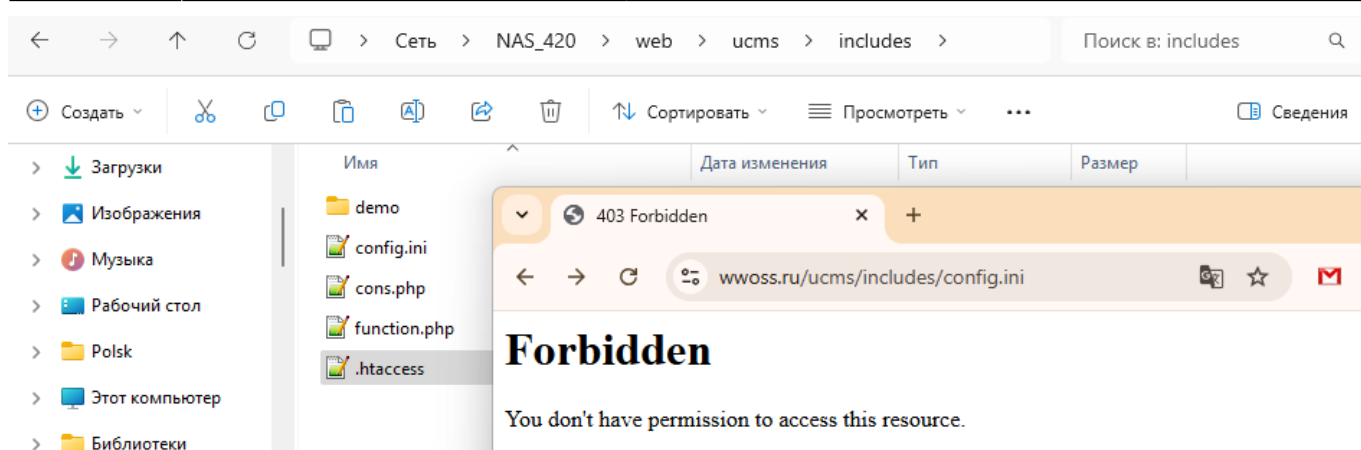 Сеть > NAS_420 > web > ucms > includes >
Поиск в: includes
Создать
Сортировать
Просмотреть
Сведения
Загрузки
Изображения
Музыка
Рабочий стол
Polsk
Этот компьютер
Библиотеки
Имя
Дата изменения
Тип
Размер
demo
config.ini
cons.php
function.php
.htaccess
403 Forbidden
wwoss.ru/ucms/includes/config.ini
Forbidden
You don't have permission to access this resource.